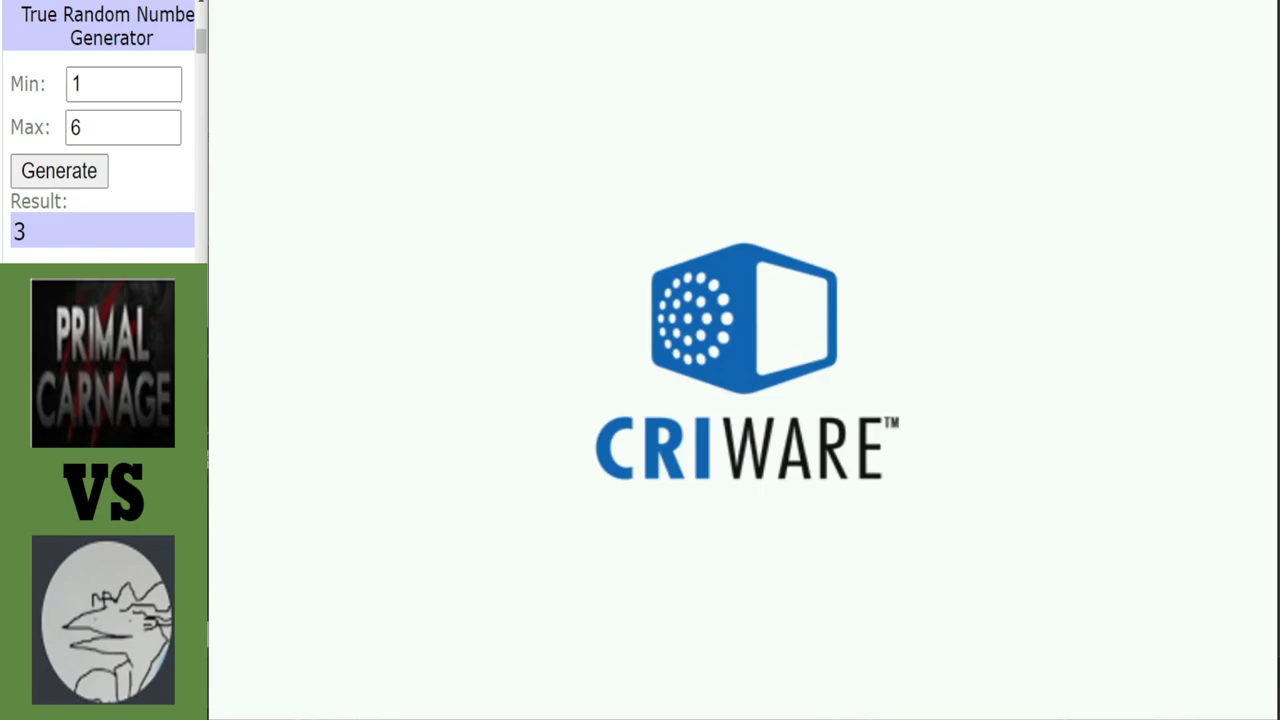 True Random Numbe
Generator
Min: 1
Max: 6
Generate
Result:
3
PRIMAL
CARNAGE
VS
CRIWARE™